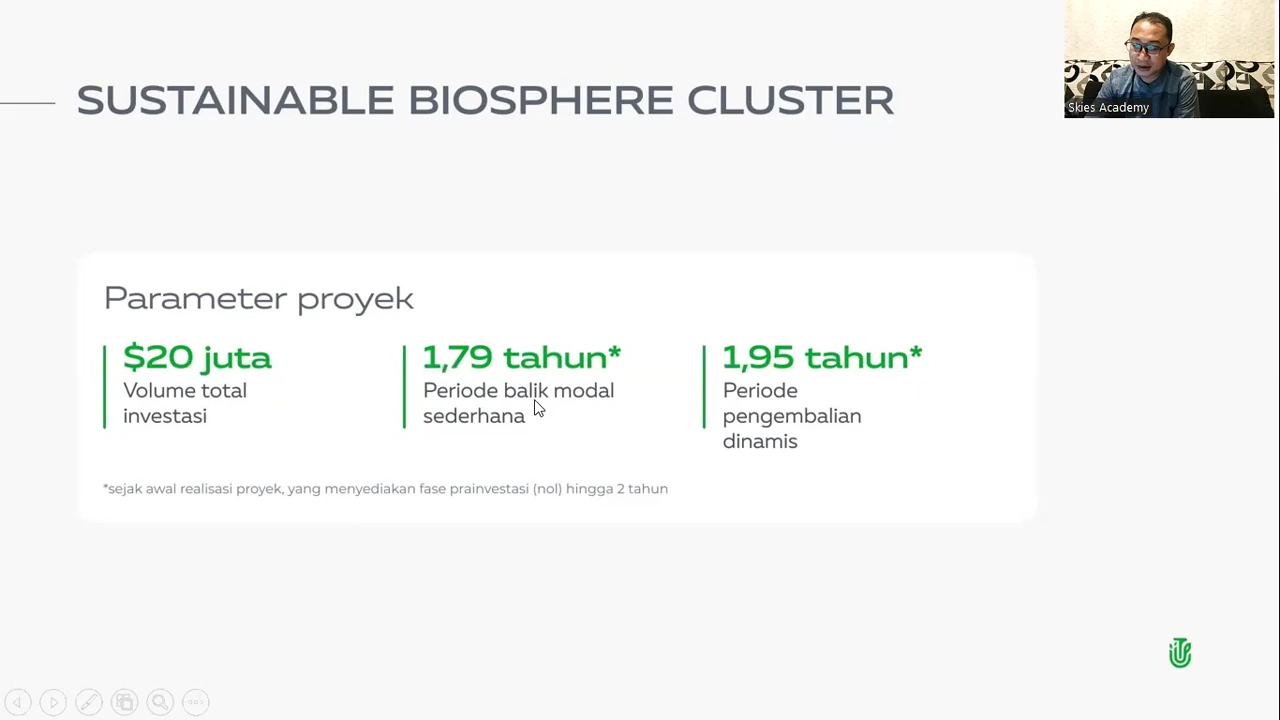 SUSTAINABLE BIOSPHERE CLUSTER
Skies Academy
Parameter proyek
$20 juta
Volume total
investasi
1,79 tahun*
Periode balik modal
sederhana
1,95 tahun*
Periode
pengembalian
dinamis
*sejak awal realisasi proyek, yang menyediakan fase prainvestasi (nol) hingga 2 tahun